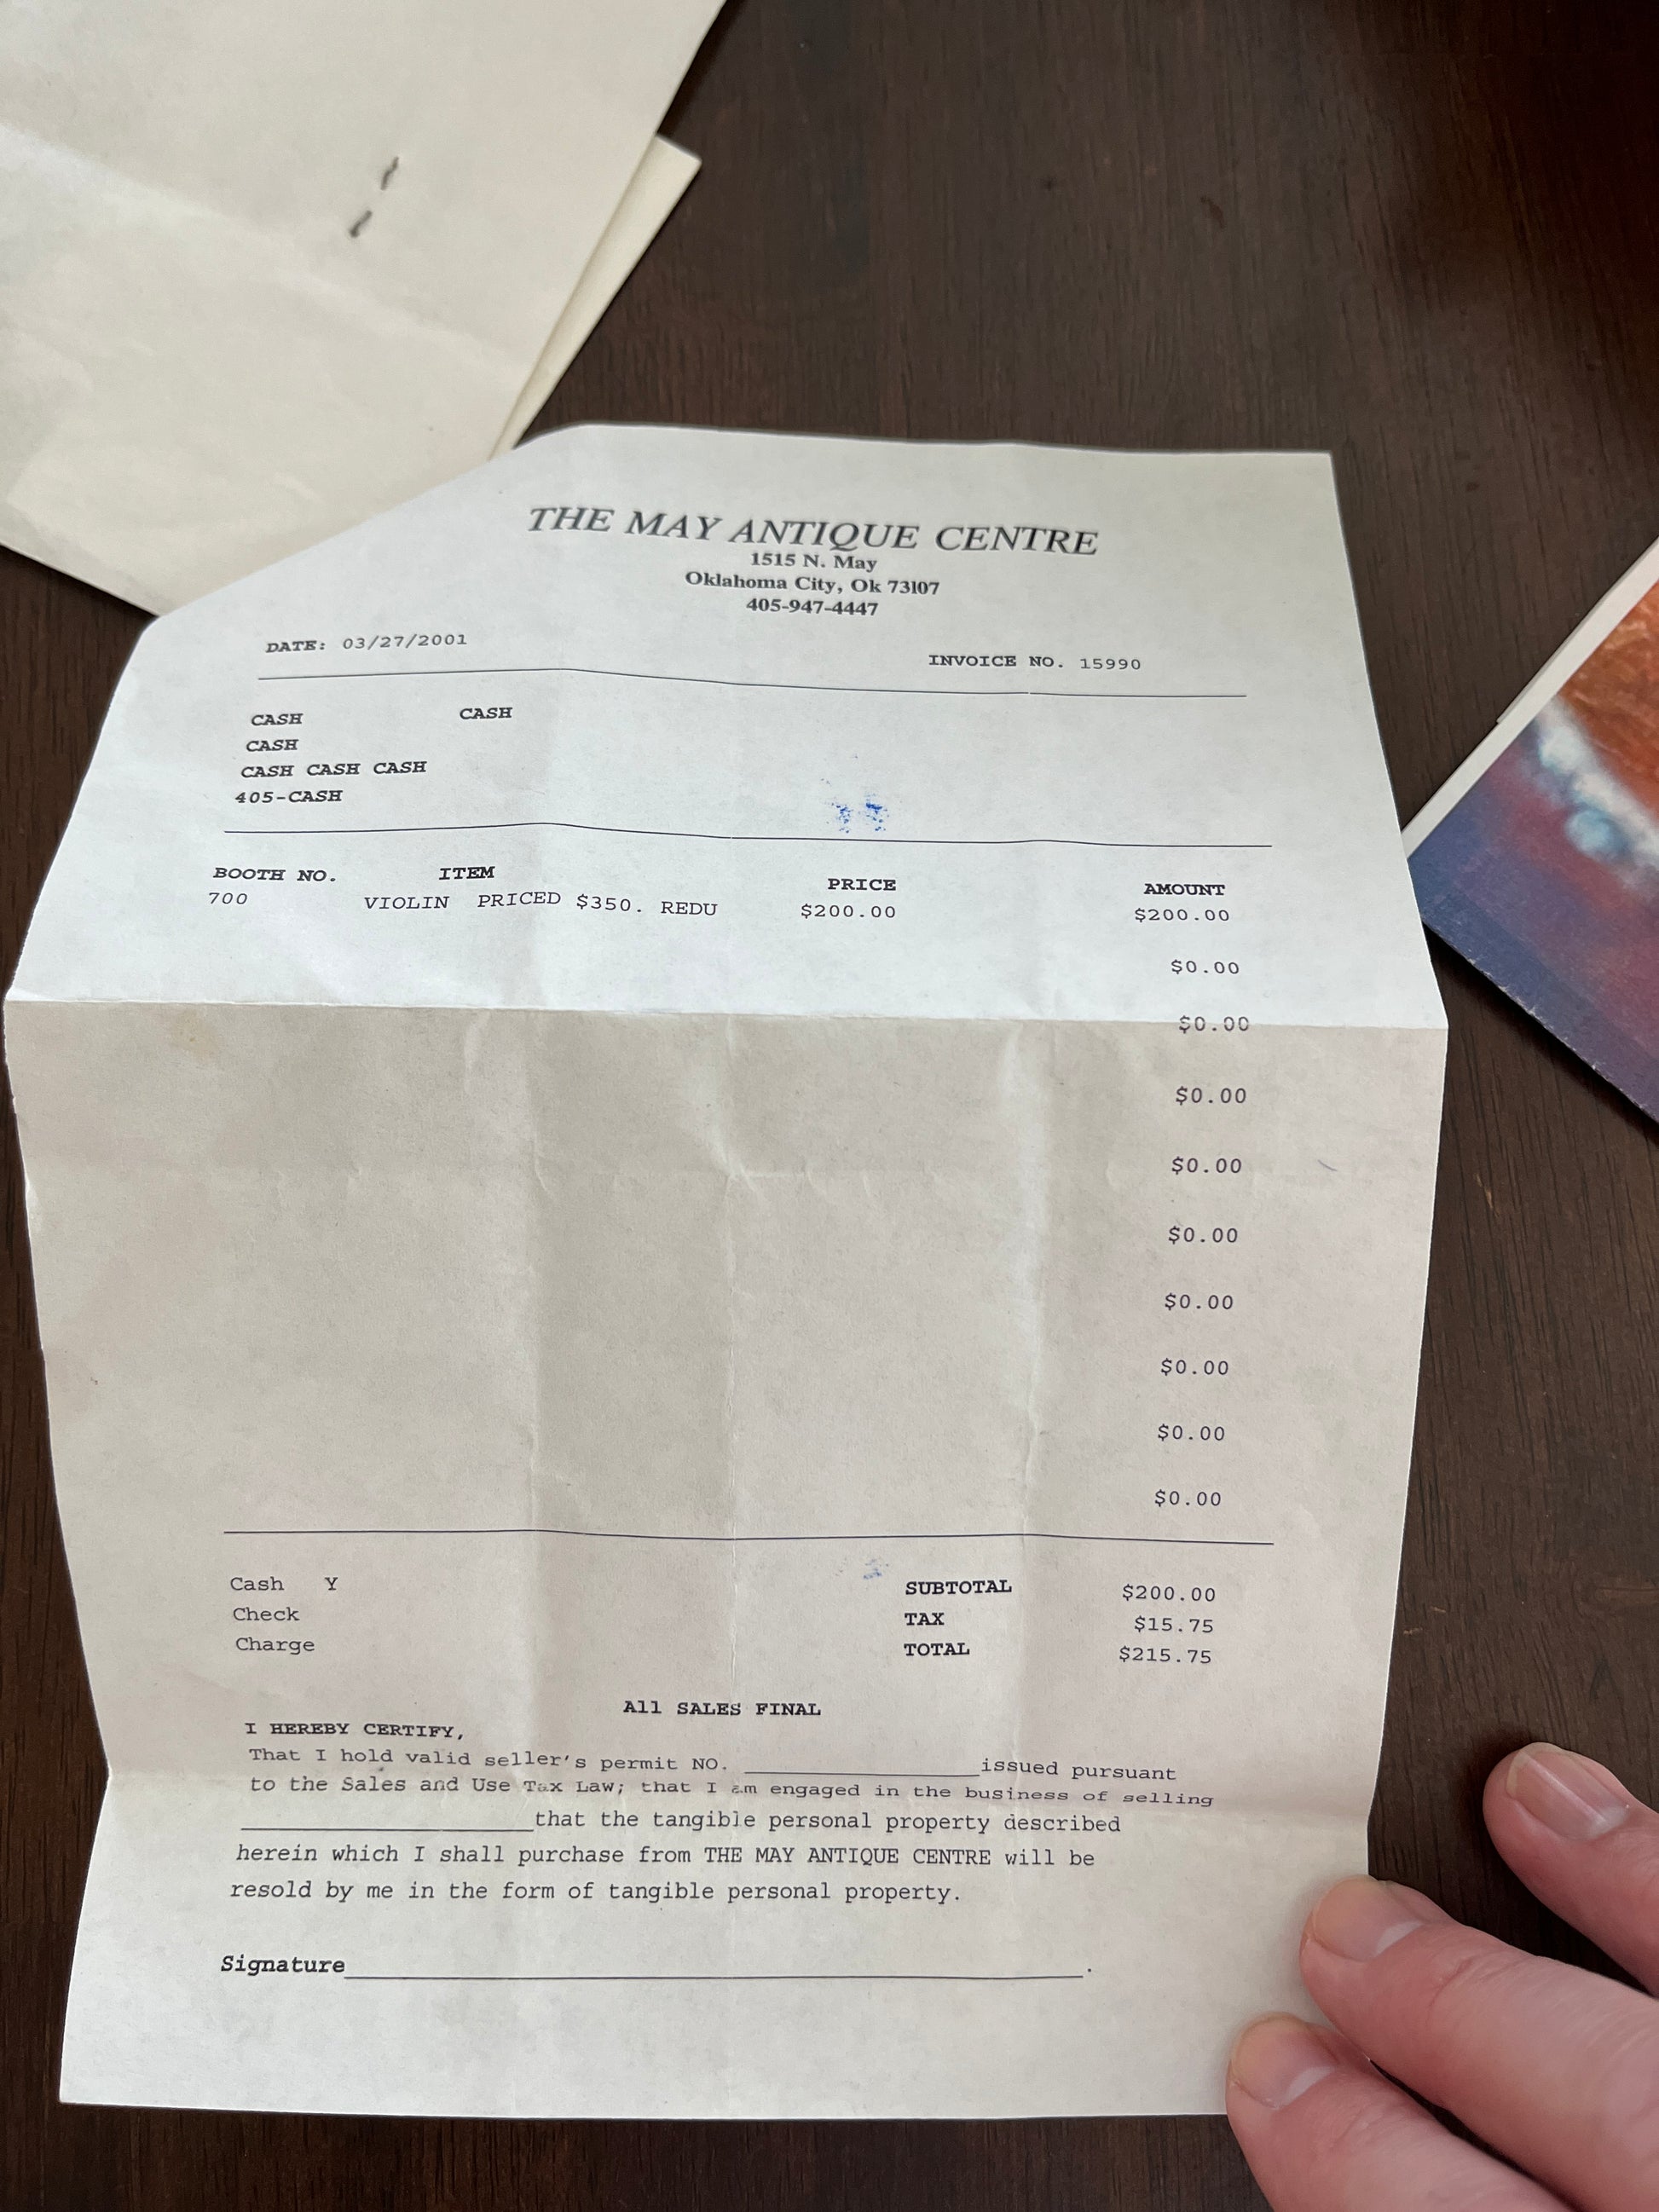 THE MAY ANTIQUE CENTRE
1515 N. May
Oklahoma City, Ok 73107
405-947-4447
DATE: 03/27/2001 INVOICE NO. 15990
CASH CASH
CASH
CASH CASH CASH
405-CASH
BOOTH NO. ITEM PRICE AMOUNT
700 VIOLIN PRICED $350. REDU $200.00 $200.00
$0.00
$0.00
$0.00
$0.00
$0.00
$0.00
$0.00
$0.00
$0.00
Cash Y SUBTOTAL $200.00
Check TAX $15.75
Charge TOTAL $215.75
All SALES FINAL
I HEREBY CERTIFY,
That I hold valid seller's permit NO. _______________issued pursuant
to the Sales and Use Tax Law; that I am engaged in the business of selling
___________________that the tangible personal property described
herein which I shall purchase from THE MAY ANTIQUE CENTRE will be
resold by me in the form of tangible personal property.
Signature______________________________________________.